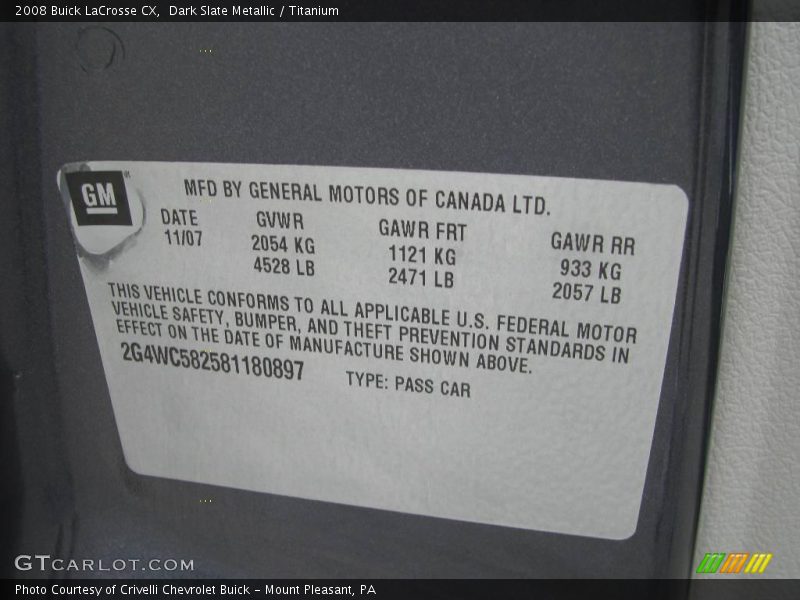 2008 Buick LaCrosse CX, Dark Slate Metallic / Titanium
GM
MFD BY GENERAL MOTORS OF CANADA LTD.
DATE GVWR GAWR FRT GAWR RR
11/07 2054 KG 1121 KG 933 KG
4528 LB 2471 LB 2057 LB
THIS VEHICLE CONFORMS TO ALL APPLICABLE U.S. FEDERAL MOTOR
VEHICLE SAFETY, BUMPER, AND THEFT PREVENTION STANDARDS IN
EFFECT ON THE DATE OF MANUFACTURE SHOWN ABOVE.
2G4WC582581180897 TYPE: PASS CAR
GTCARLOT.COM
Photo Courtesy of Crivelli Chevrolet Buick - Mount Pleasant, PA